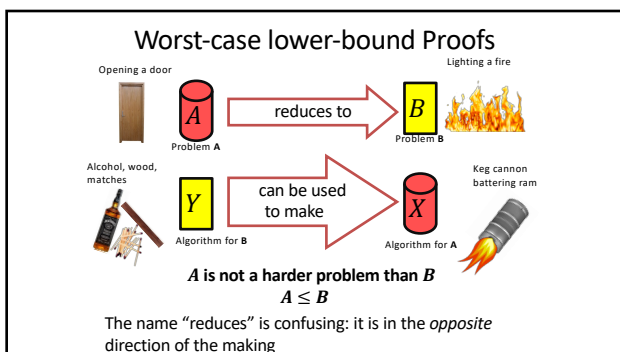 Worst-case lower-bound Proofs
Opening a door
Lighting a fire
A
reduces to
B
Problem A
Problem B
Alcohol, wood,
matches
Keg cannon
battering ram
Y
can be used
to make
X
Algorithm for B
Algorithm for A
A is not a harder problem than B
A ≤ B
The name “reduces” is confusing: it is in the opposite
direction of the making